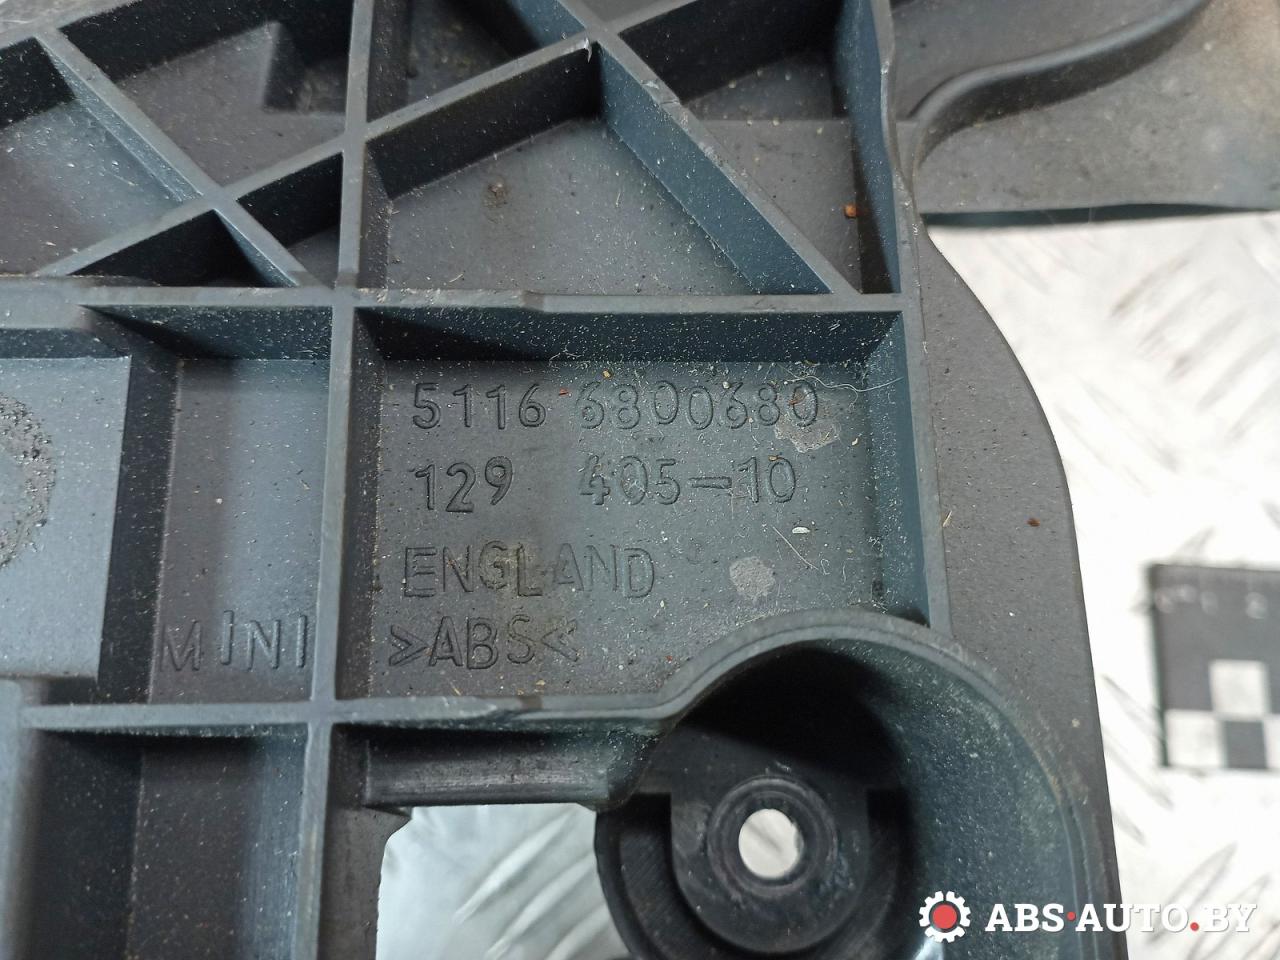 5116 6800680
129 405-10
ENGLAND
MINI >ABS<
ABS·AUTO.BY